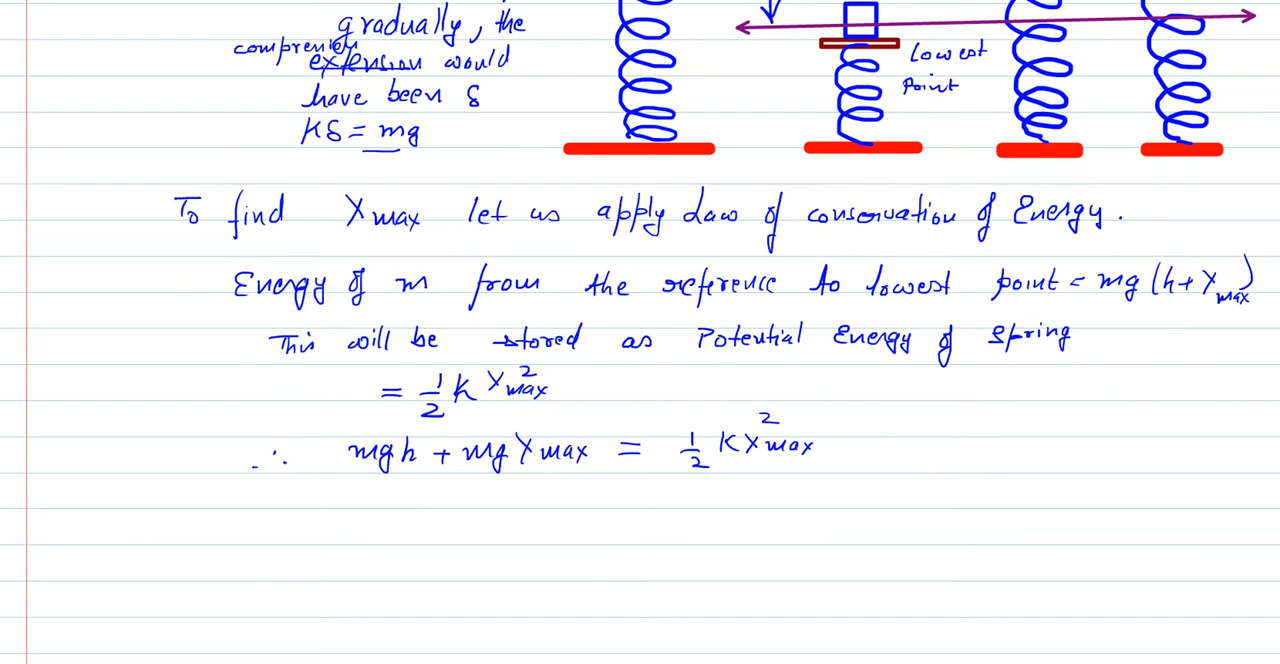 gradually, the
compression
extension would
have been δ
Kδ = mg
Lowest
Point
To find Xmax let us apply Law of conservation of Energy.
Energy of m from the reference to lowest point = mg (h + Xmax)
This will be stored as Potential Energy of Spring
= 1/2 K Xmax²
∴ mgh + mg Xmax = 1/2 K Xmax²